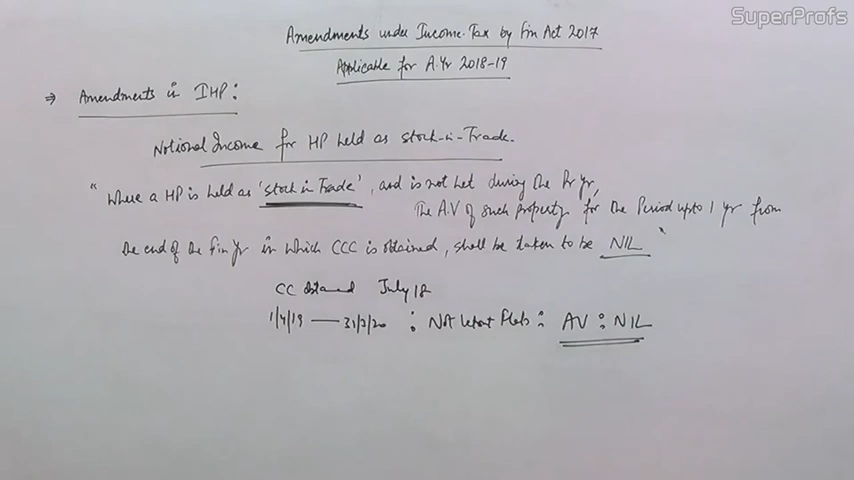 SuperProfs
Amendments under Income Tax by Fin Act 2017
Applicable for A.Yr 2018-19
⇒ Amendments in IHP:
Notional Income for HP held as Stock-in-Trade.
"Where a HP is held as 'stock in Trade', and is not Let during the Pr Yr,
The A.V of such property for the Period upto 1 yr from
the end of the Fin Yr in which CCC is obtained, shall be taken to be NIL
CC obtained July 18
1/4/19 — 31/3/20 : Not Letout Flats : AV : NIL